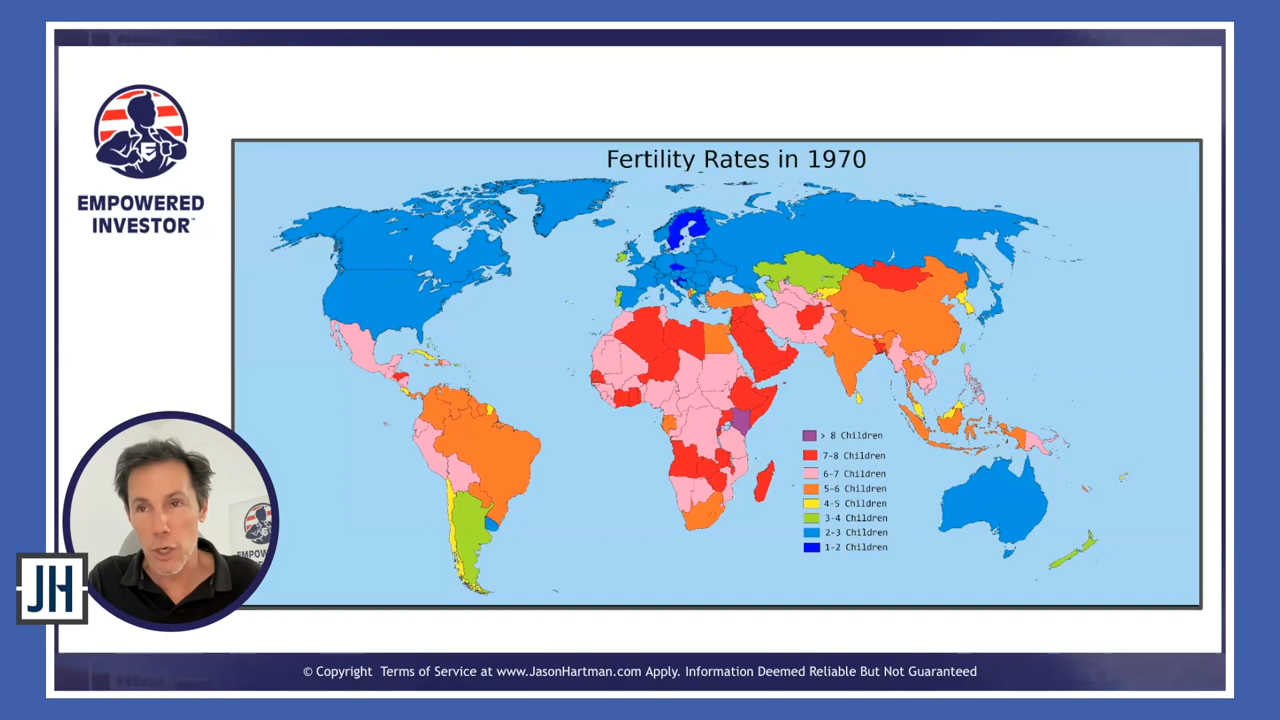 Fertility Rates in 1970
EMPOWERED
INVESTOR™
> 8 Children
7-8 Children
6-7 Children
5-6 Children
4-5 Children
3-4 Children
2-3 Children
1-2 Children
EMPOWERED
JH
© Copyright Terms of Service at www.JasonHartman.com Apply. Information Deemed Reliable But Not Guaranteed